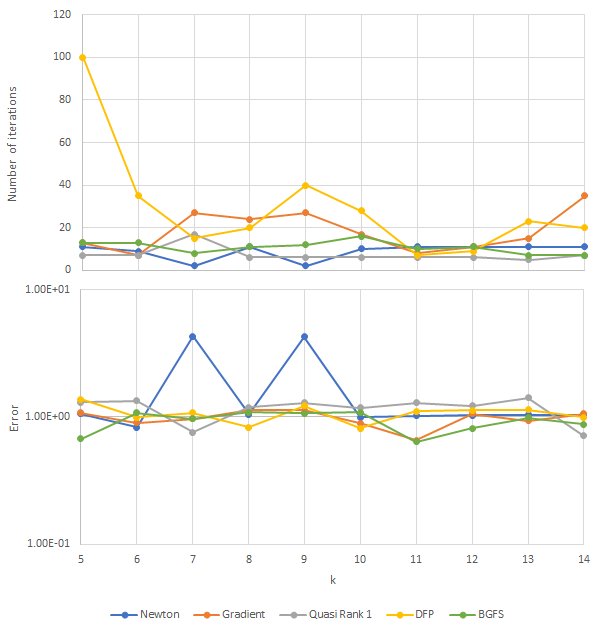 120
100
80
60
40
20
0
Number of iterations
1.00E+01
1.00E+00
1.00E-01
Error
5 6 7 8 9 10 11 12 13 14
k
Newton Gradient Quasi Rank 1 DFP BGFS